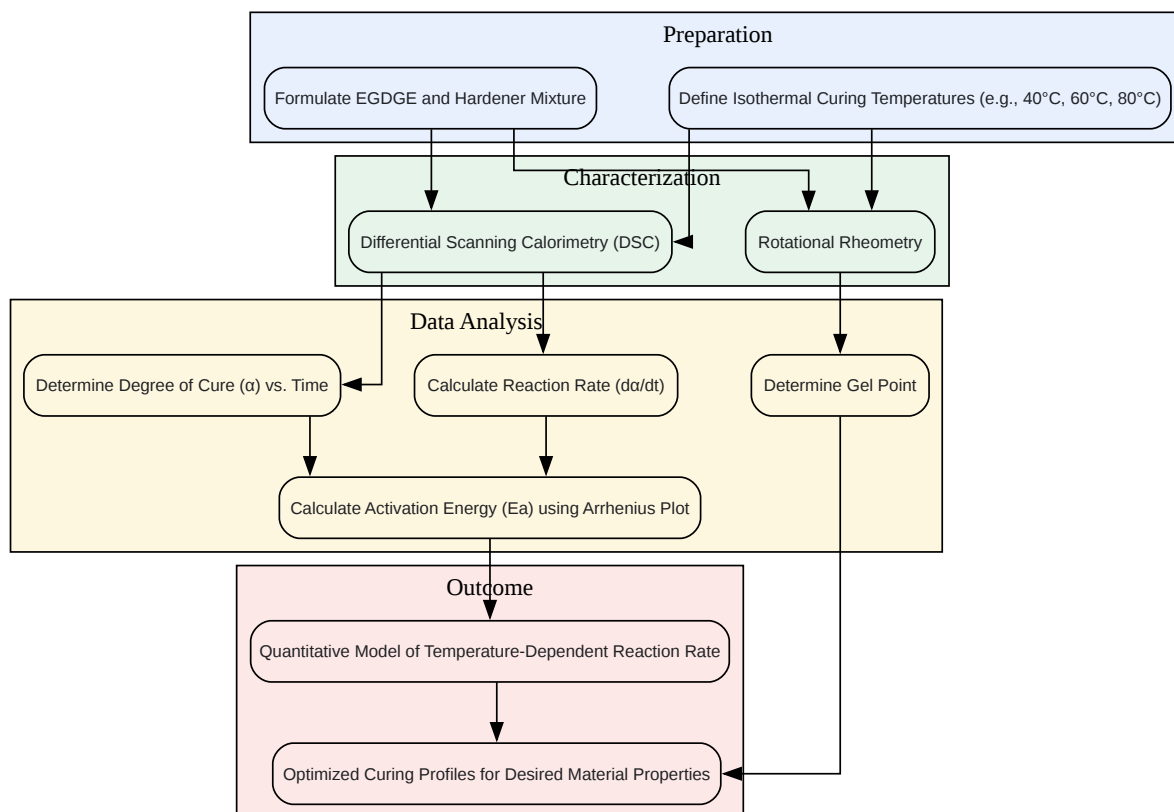 Preparation
Formulate EGDGE and Hardener Mixture
Define Isothermal Curing Temperatures (e.g., 40°C, 60°C, 80°C)
Characterization
Differential Scanning Calorimetry (DSC)
Rotational Rheometry
Data Analysis
Determine Degree of Cure (α) vs. Time
Calculate Reaction Rate (dα/dt)
Determine Gel Point
Calculate Activation Energy (Ea) using Arrhenius Plot
Outcome
Quantitative Model of Temperature-Dependent Reaction Rate
Optimized Curing Profiles for Desired Material Properties